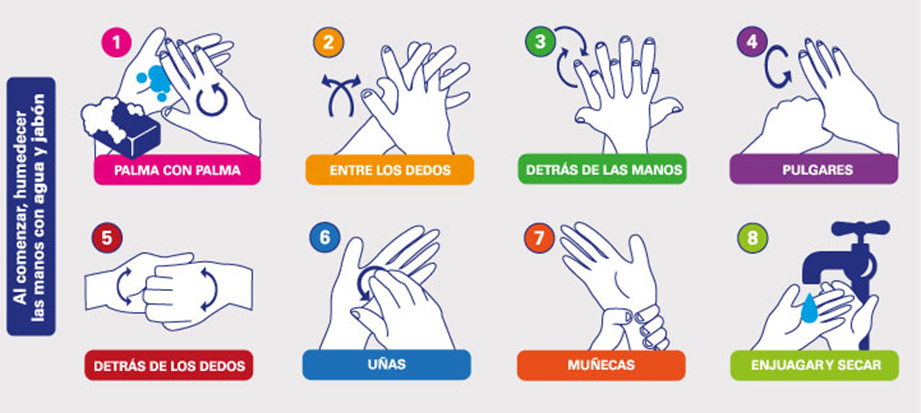 Al comenzar, humedecer
las manos con agua y jabón
1
PALMA CON PALMA
2
ENTRE LOS DEDOS
3
DETRÁS DE LAS MANOS
4
PULGARES
5
DETRÁS DE LOS DEDOS
6
UÑAS
7
MUÑECAS
8
ENJUAGAR Y SECAR